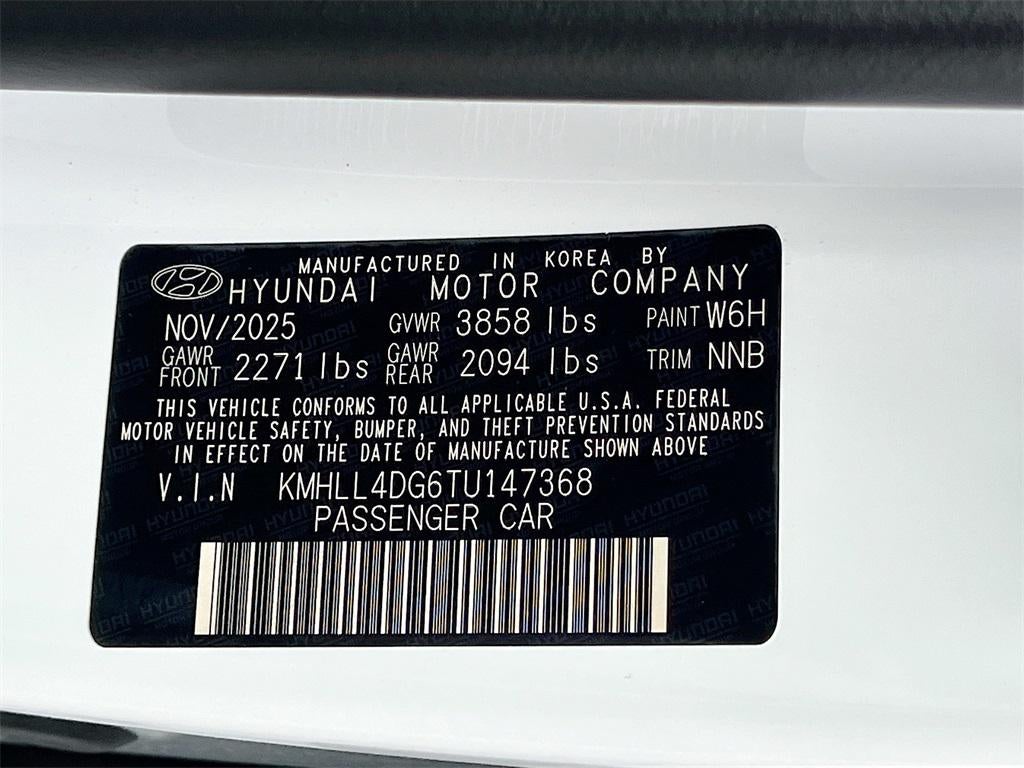 MANUFACTURED IN KOREA BY
HYUNDAI MOTOR COMPANY
NOV/2025 GVWR 3858 lbs PAINT W6H
GAWR FRONT 2271 lbs GAWR REAR 2094 lbs TRIM NNB
THIS VEHICLE CONFORMS TO ALL APPLICABLE U.S.A. FEDERAL
MOTOR VEHICLE SAFETY, BUMPER, AND THEFT PREVENTION STANDARDS
IN EFFECT ON THE DATE OF MANUFACTURE SHOWN ABOVE
V.I.N KMHLL4DG6TU147368
PASSENGER CAR